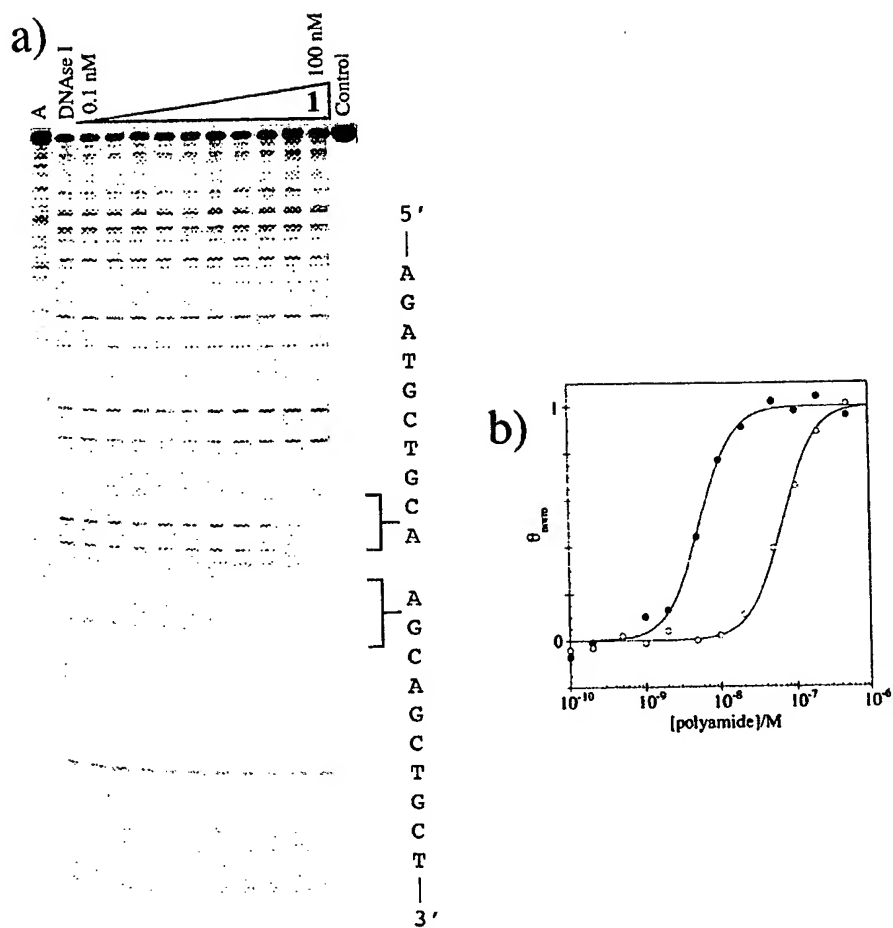 a)
A
DNAse I
0.1 nM
100 nM
1
Control
5′
A
G
A
T
G
C
T
G
C
A
A
G
C
A
G
C
T
G
C
T
3′
b)
1
0
θ
10⁻¹⁰
10⁻⁹
10⁻⁸
10⁻⁷
10⁻⁶
[polyamide]/M